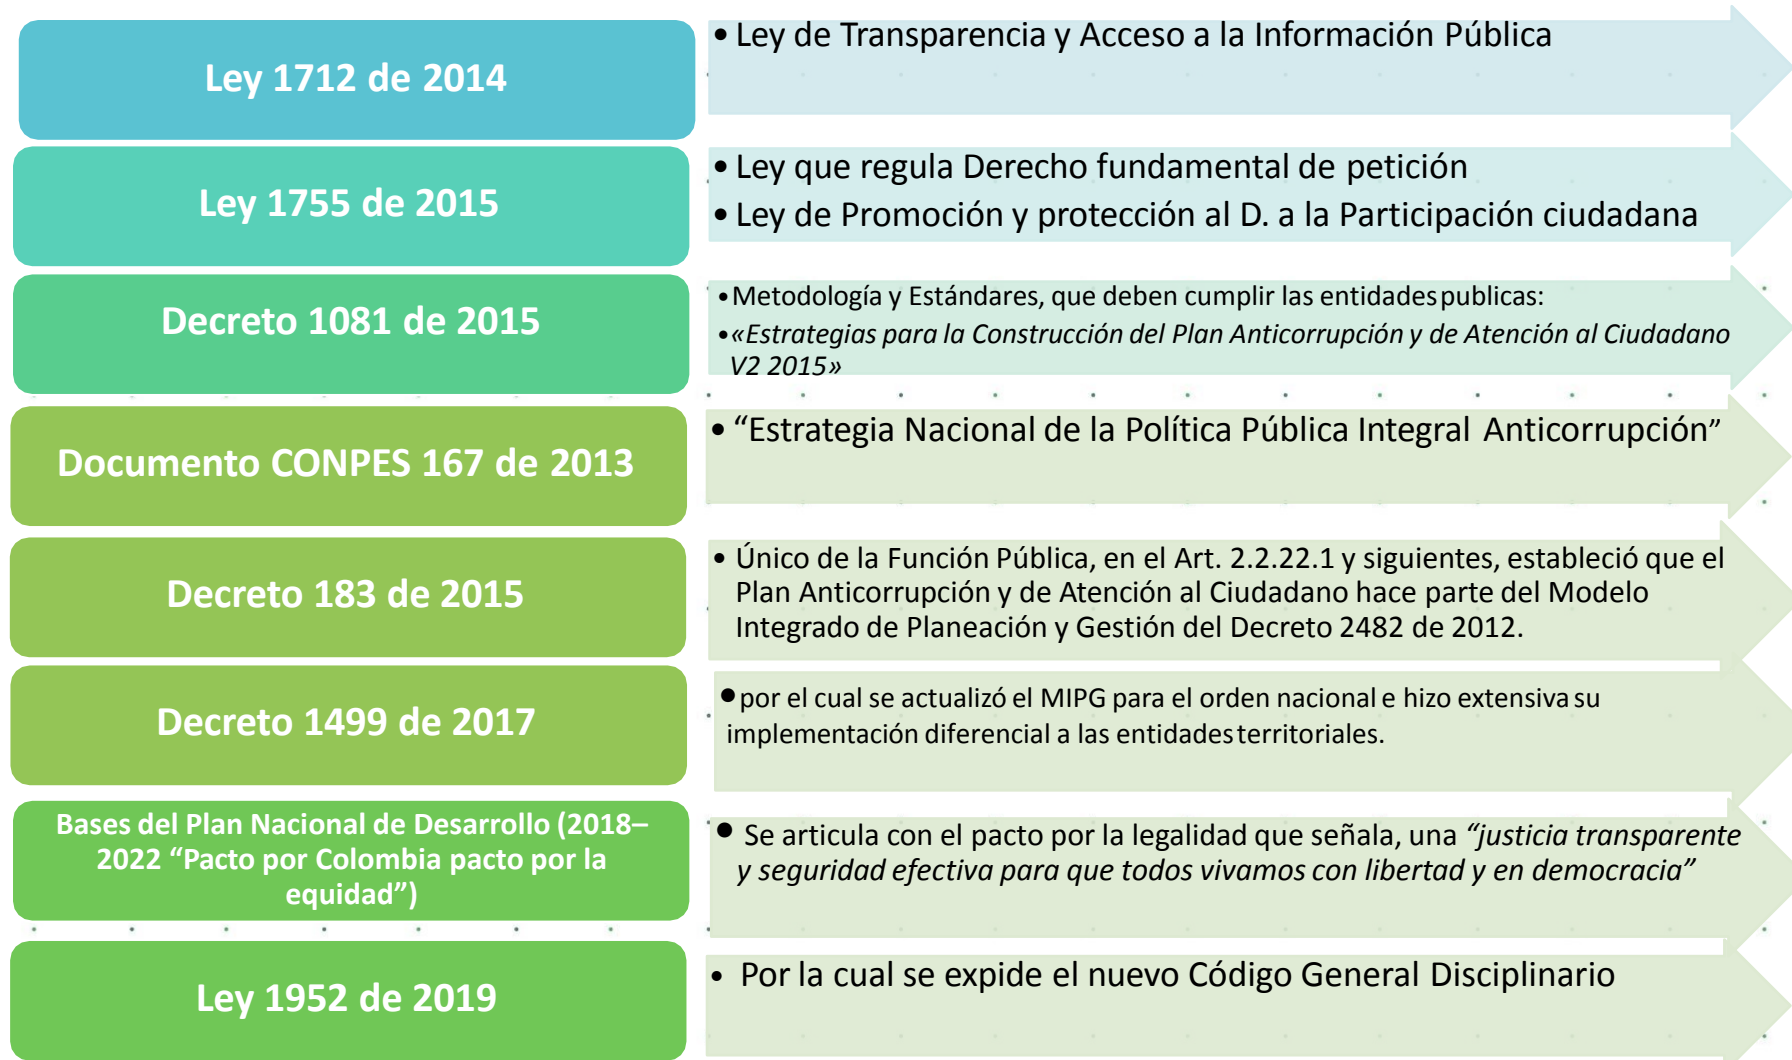 Ley 1712 de 2014
• Ley de Transparencia y Acceso a la Información Pública
Ley 1755 de 2015
• Ley que regula Derecho fundamental de petición
• Ley de Promoción y protección al D. a la Participación ciudadana
Decreto 1081 de 2015
• Metodología y Estándares, que deben cumplir las entidades publicas:
• «Estrategias para la Construcción del Plan Anticorrupción y de Atención al Ciudadano
V2 2015»
Documento CONPES 167 de 2013
• “Estrategia Nacional de la Política Pública Integral Anticorrupción”
Decreto 183 de 2015
• Único de la Función Pública, en el Art. 2.2.22.1 y siguientes, estableció que el
Plan Anticorrupción y de Atención al Ciudadano hace parte del Modelo
Integrado de Planeación y Gestión del Decreto 2482 de 2012.
Decreto 1499 de 2017
• por el cual se actualizó el MIPG para el orden nacional e hizo extensiva su
implementación diferencial a las entidades territoriales.
Bases del Plan Nacional de Desarrollo (2018–
2022 “Pacto por Colombia pacto por la
equidad”)
• Se articula con el pacto por la legalidad que señala, una “justicia transparente
y seguridad efectiva para que todos vivamos con libertad y en democracia”
Ley 1952 de 2019
• Por la cual se expide el nuevo Código General Disciplinario